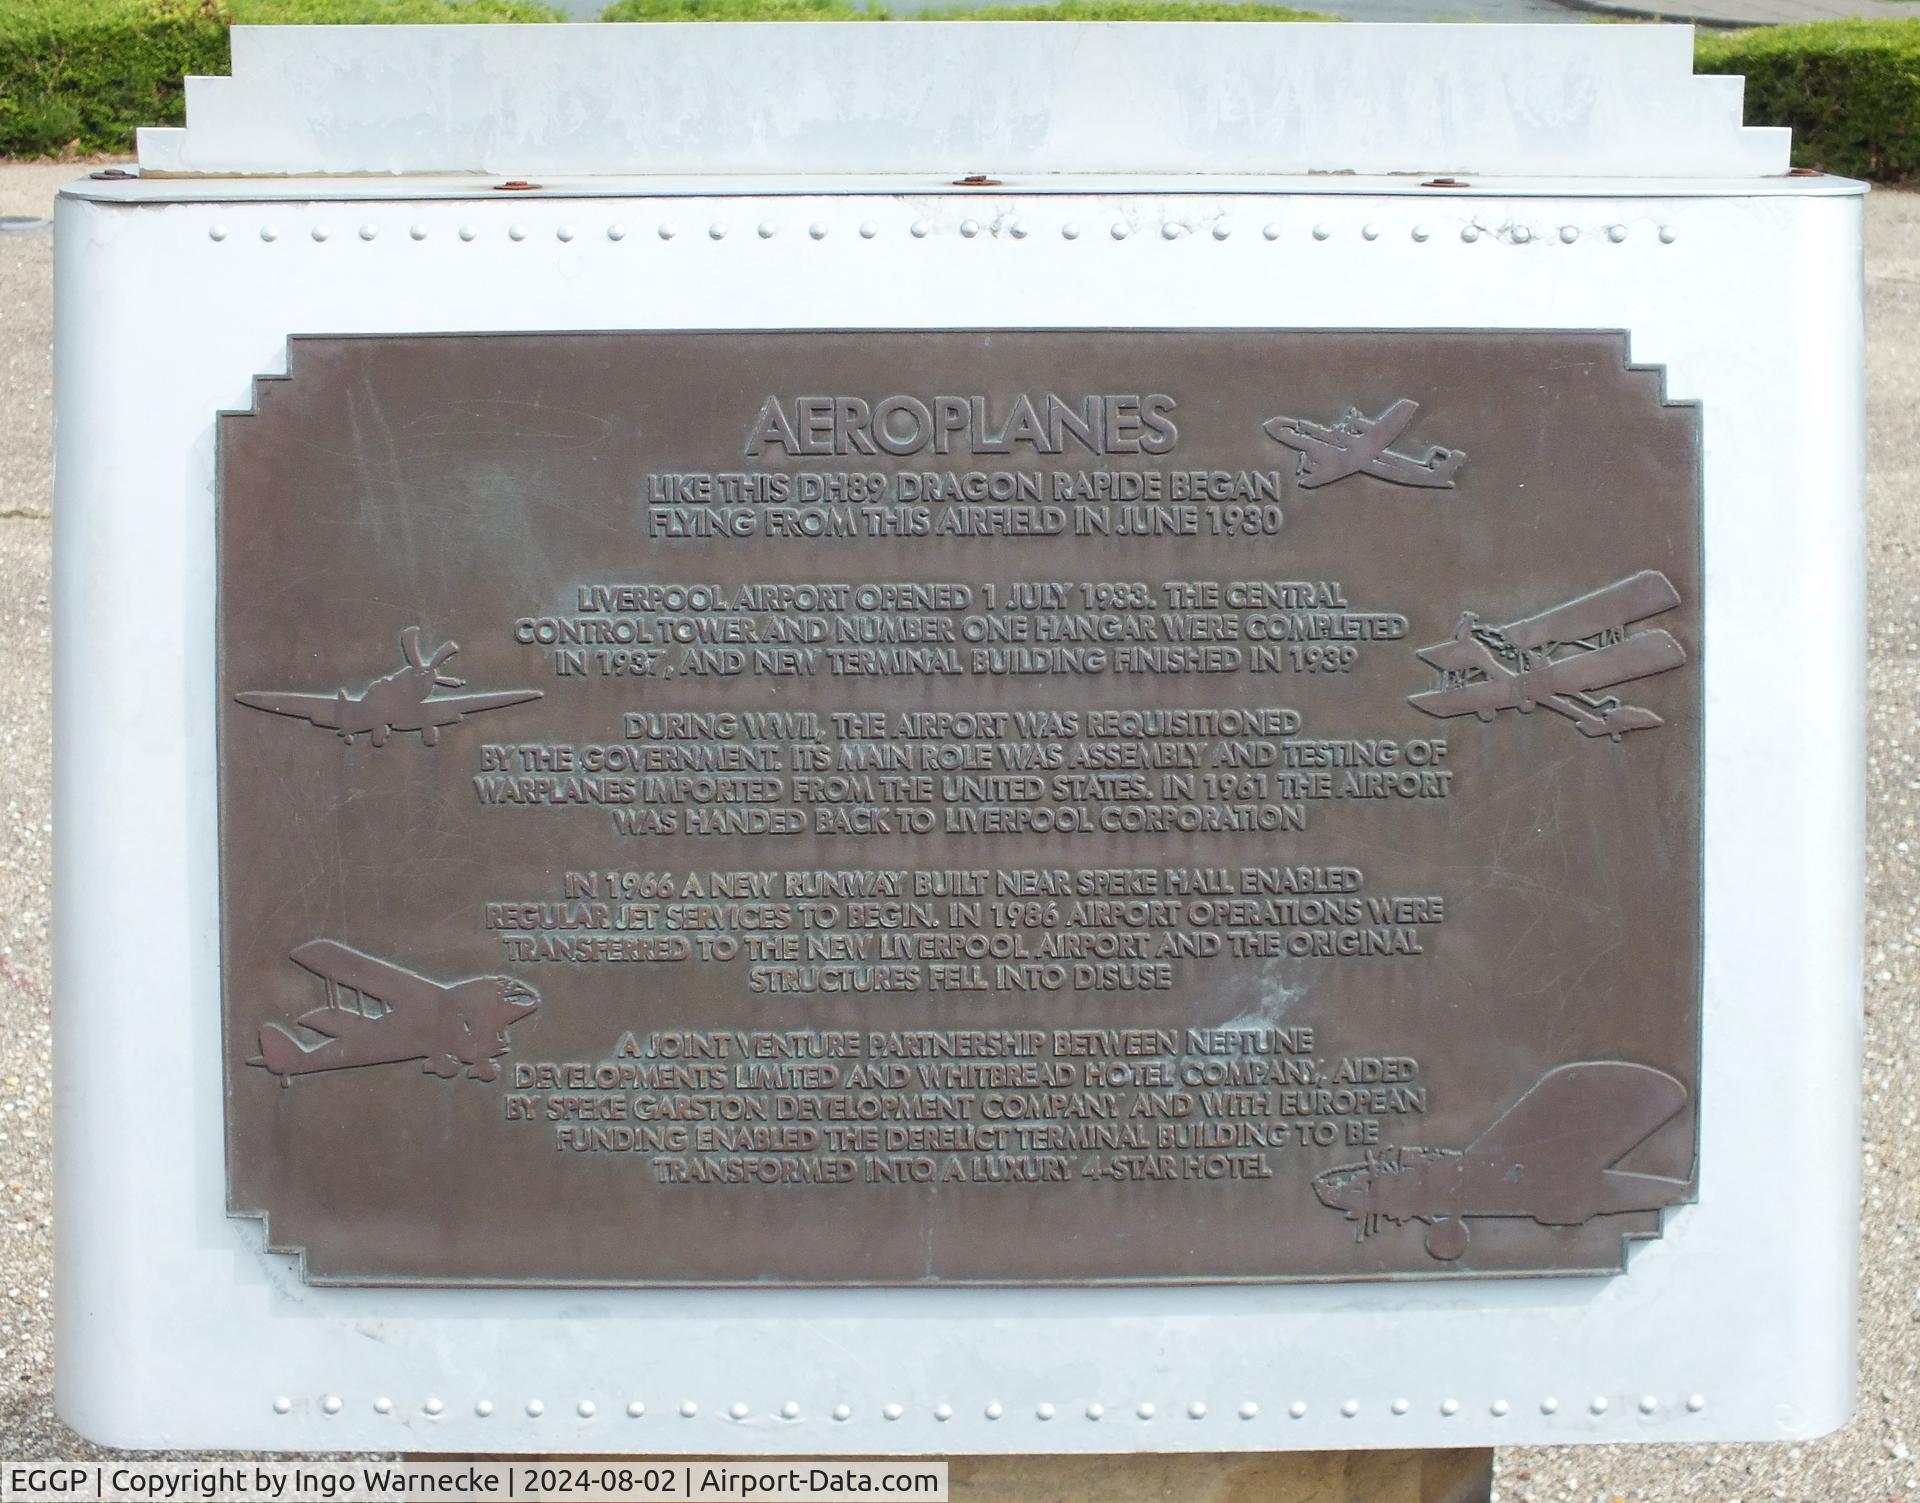 AEROPLANES
LIKE THIS DH89 DRAGON RAPIDE BEGAN
FLYING FROM THIS AIRFIELD IN JUNE 1930
LIVERPOOL AIRPORT OPENED 1 JULY 1933. THE CENTRAL
CONTROL TOWER AND NUMBER ONE HANGAR WERE COMPLETED
IN 1937, AND NEW TERMINAL BUILDING FINISHED IN 1939
DURING WWII, THE AIRPORT WAS REQUISITIONED
BY THE GOVERNMENT. ITS MAIN ROLE WAS ASSEMBLY AND TESTING OF
WARPLANES IMPORTED FROM THE UNITED STATES. IN 1961 THE AIRPORT
WAS HANDED BACK TO LIVERPOOL CORPORATION
IN 1966 A NEW RUNWAY BUILT NEAR SPEKE HALL ENABLED
REGULAR JET SERVICES TO BEGIN. IN 1986 AIRPORT OPERATIONS WERE
TRANSFERRED TO THE NEW LIVERPOOL AIRPORT AND THE ORIGINAL
STRUCTURES FELL INTO DISUSE
A JOINT VENTURE PARTNERSHIP BETWEEN NEPTUNE
DEVELOPMENTS LIMITED AND WHITBREAD HOTEL COMPANY, AIDED
BY SPEKE GARSTON DEVELOPMENT COMPANY AND WITH EUROPEAN
FUNDING ENABLED THE DERELICT TERMINAL BUILDING TO BE
TRANSFORMED INTO A LUXURY 4-STAR HOTEL
EGGP | Copyright by Ingo Warnecke | 2024-08-02 | Airport-Data.com